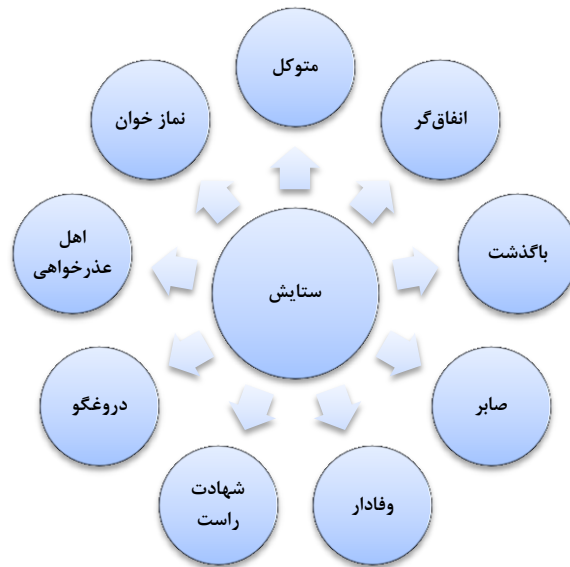 متوکل
انفاق‌گر
باگذشت
صابر
وفادار
شهادت
راست
دروغگو
اهل
عذرخواهی
نماز خوان
ستایش